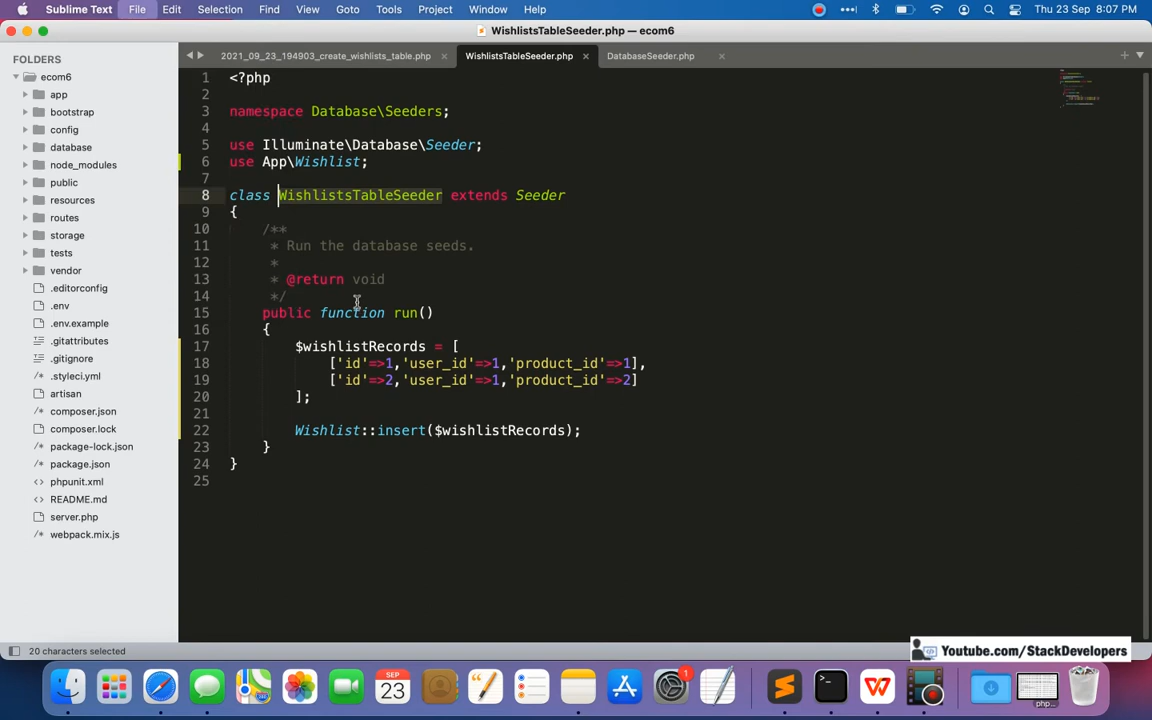 Sublime Text File Edit Selection Find View Goto Tools Project Window Help Thu 23 Sep 8:07 PM
WishlistsTableSeeder.php — ecom6
FOLDERS
ecom6
app
bootstrap
config
database
node_modules
public
resources
routes
storage
tests
vendor
.editorconfig
.env
.env.example
.gitattributes
.gitignore
.styleci.yml
artisan
composer.json
composer.lock
package-lock.json
package.json
phpunit.xml
README.md
server.php
webpack.mix.js
2021_09_23_194903_create_wishlists_table.php WishlistsTableSeeder.php DatabaseSeeder.php
1 <?php
2
3 namespace Database\Seeders;
4
5 use Illuminate\Database\Seeder;
6 use App\Wishlist;
7
8 class WishlistsTableSeeder extends Seeder
9 {
10 /**
11 * Run the database seeds.
12 *
13 * @return void
14 */
15 public function run()
16 {
17 $wishlistRecords = [
18 ['id'=>1,'user_id'=>1,'product_id'=>1],
19 ['id'=>2,'user_id'=>1,'product_id'=>2]
20 ];
21
22 Wishlist::insert($wishlistRecords);
23 }
24 }
25
20 characters selected
Youtube.com/StackDevelopers
SEP
23
1
php...